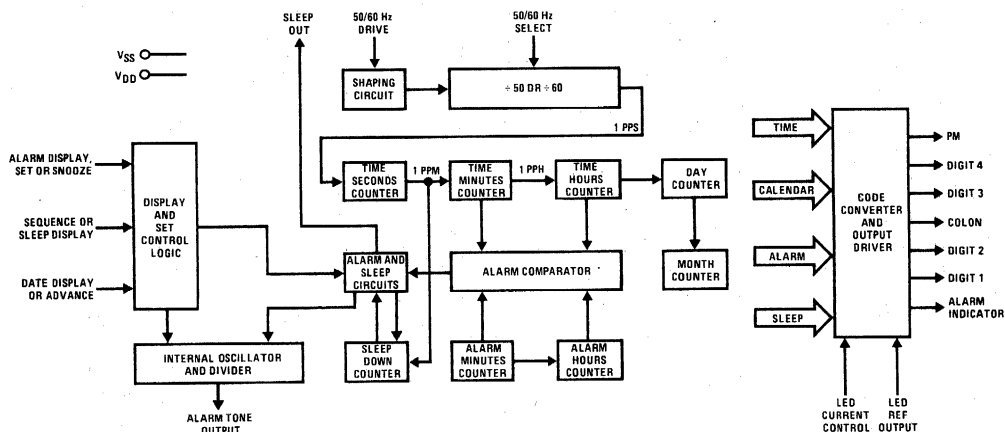 SLEEP
OUT
50/60 Hz
DRIVE
50/60 Hz
SELECT
VSS
VDD
SHAPING
CIRCUIT
÷ 50 DR ÷ 60
1 PPS
TIME
SECONDS
COUNTER
1 PPM
TIME
MINUTES
COUNTER
1 PPH
TIME
HOURS
COUNTER
DAY
COUNTER
MONTH
COUNTER
ALARM DISPLAY,
SET OR SNOOZE
SEQUENCE OR
SLEEP DISPLAY
DATE DISPLAY
OR ADVANCE
DISPLAY
AND
SET
CONTROL
LOGIC
ALARM AND
SLEEP
CIRCUITS
ALARM COMPARATOR
INTERNAL OSCILLATOR
AND DIVIDER
SLEEP
DOWN
COUNTER
ALARM
MINUTES
COUNTER
ALARM
HOURS
COUNTER
ALARM TONE
OUTPUT
TIME
CALENDAR
ALARM
SLEEP
CODE
CONVERTER
AND
OUTPUT
DRIVER
PM
DIGIT 4
DIGIT 3
COLON
DIGIT 2
DIGIT 1
ALARM
INDICATOR
LED
CURRENT
CONTROL
LED
REF
OUTPUT